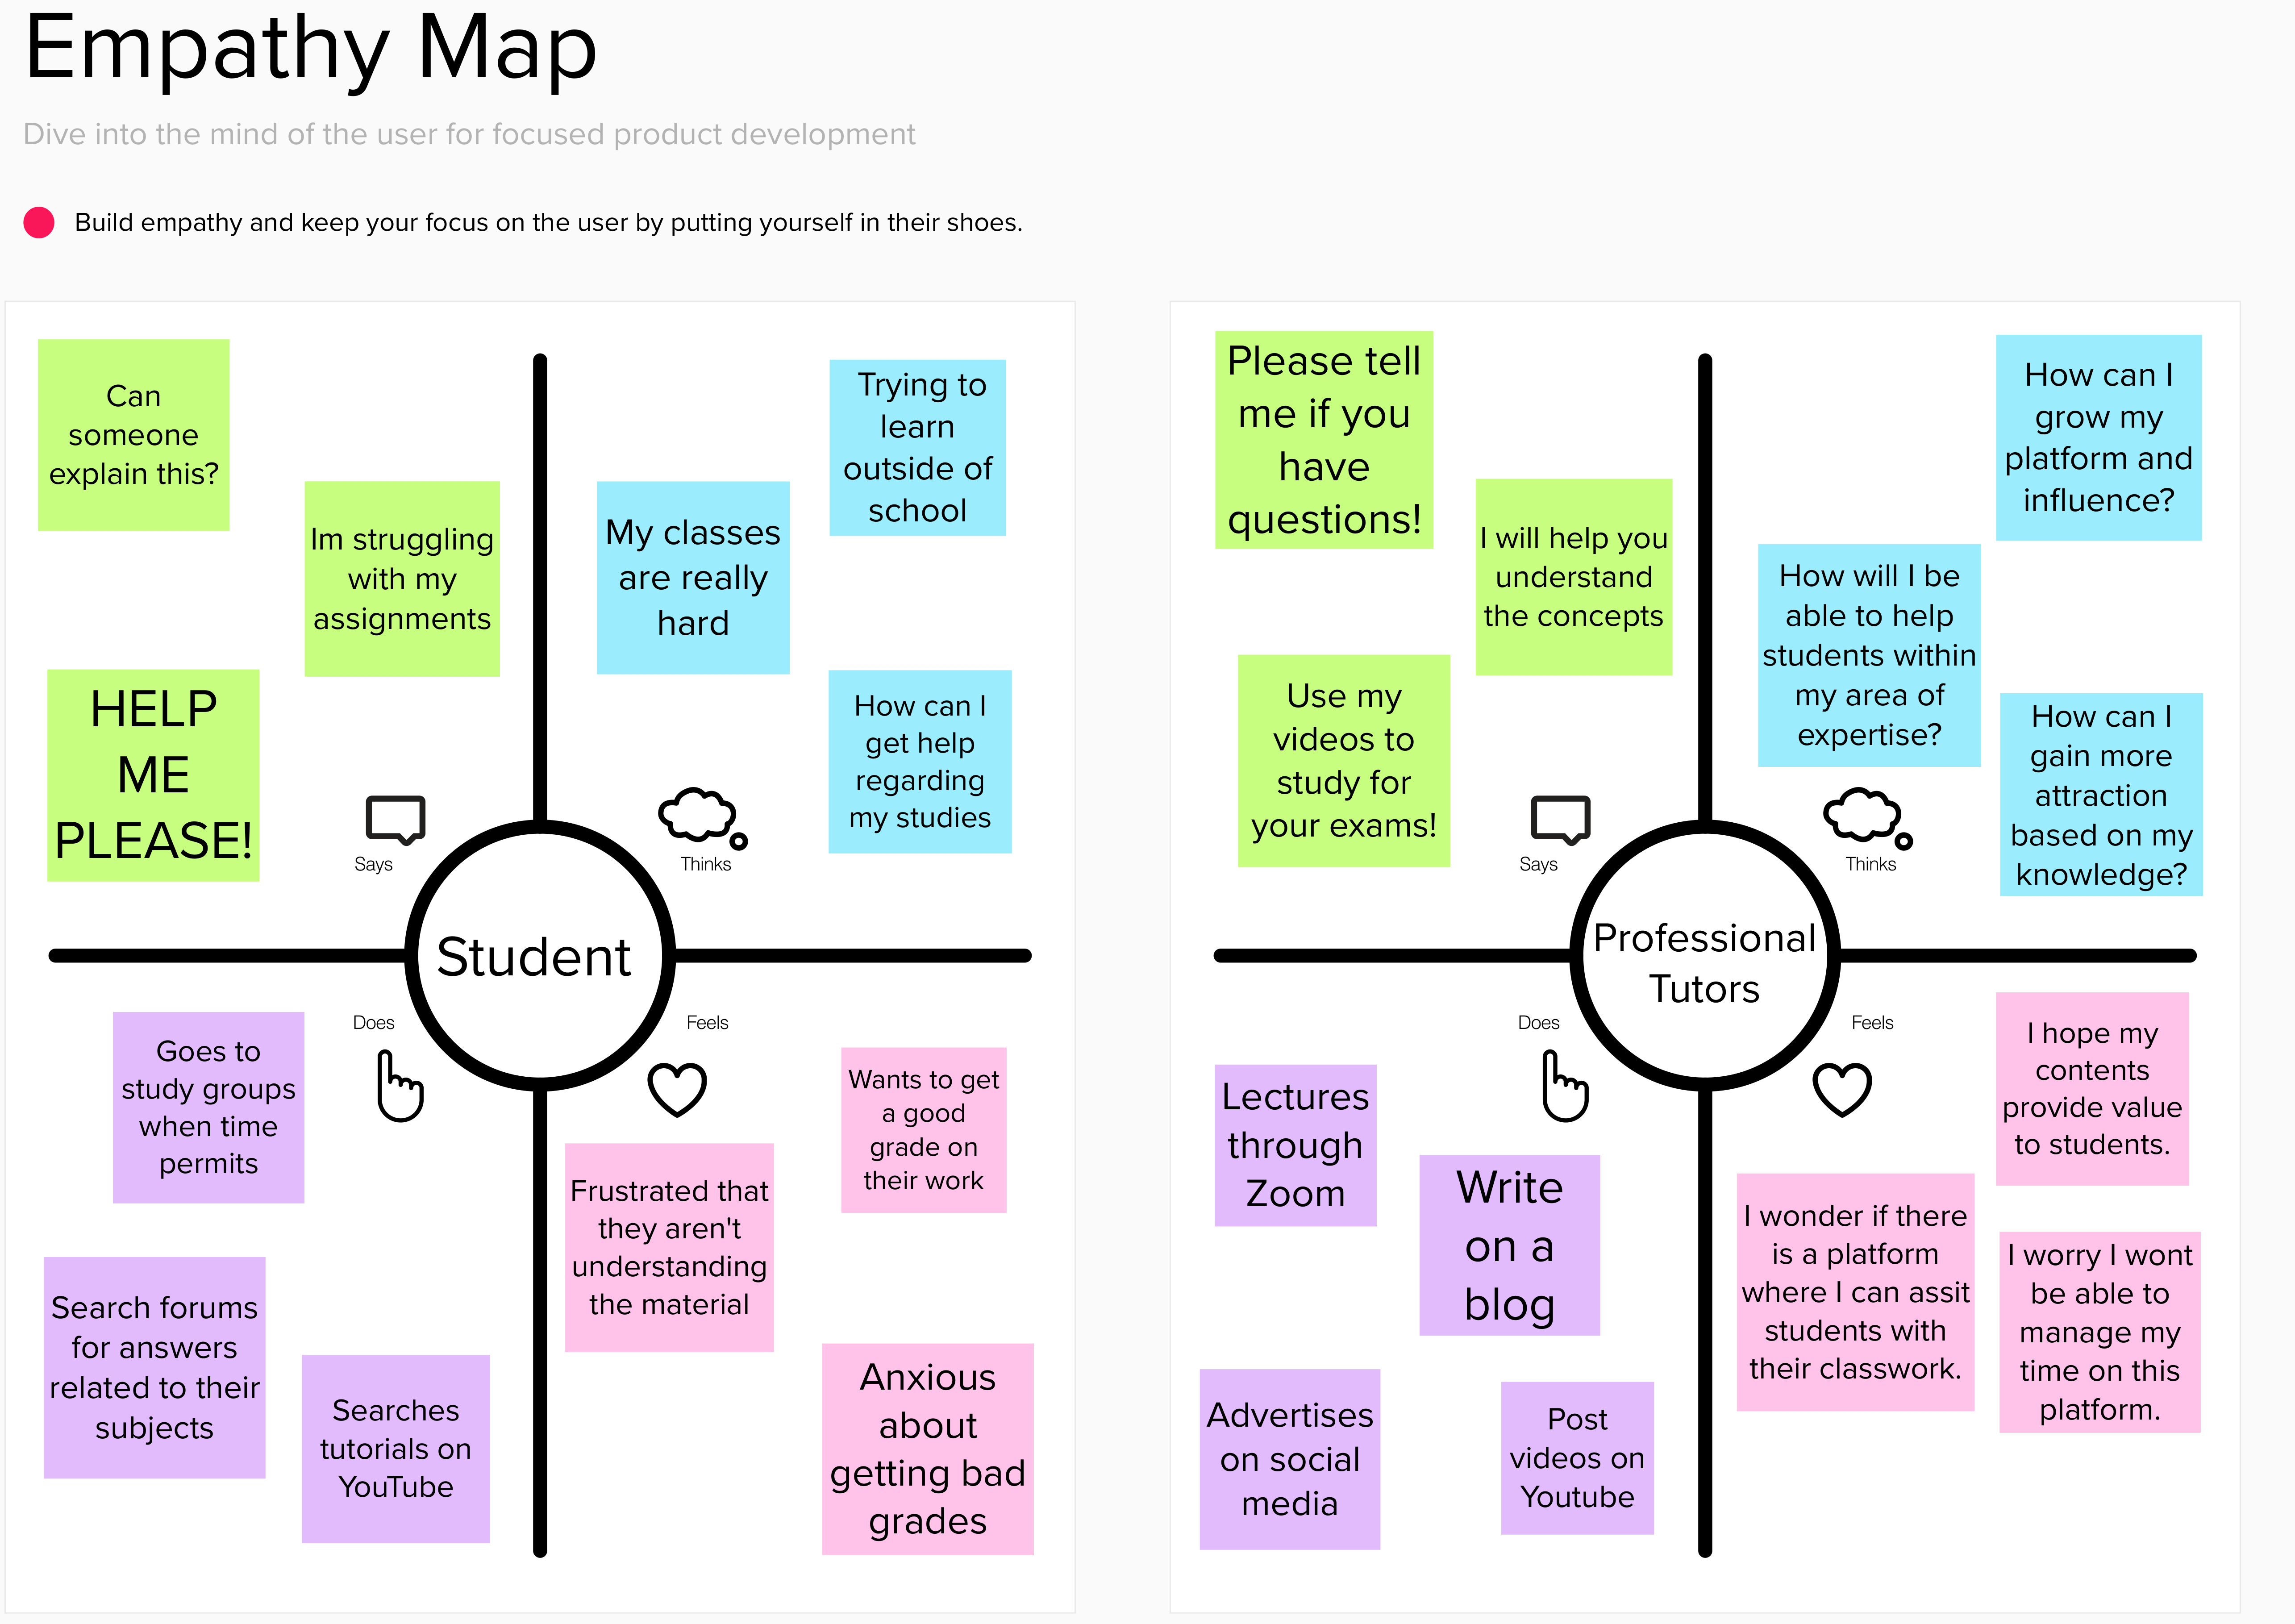 Empathy Map
Dive into the mind of the user for focused product development
Build empathy and keep your focus on the user by putting yourself in their shoes.
Can
someone
explain this?
Im struggling
with my
assignments
HELP
ME
PLEASE!
Says
My classes
are really
hard
Trying to
learn
outside of
school
How can I
get help
regarding
my studies
Thinks
Student
Does
Goes to
study groups
when time
permits
Search forums
for answers
related to their
subjects
Searches
tutorials on
YouTube
Feels
Wants to get
a good
grade on
their work
Frustrated that
they aren't
understanding
the material
Anxious
about
getting bad
grades
Please tell
me if you
have
questions!
I will help you
understand
the concepts
Use my
videos to
study for
your exams!
Says
How can I
grow my
platform and
influence?
How will I be
able to help
students within
my area of
expertise?
How can I
gain more
attraction
based on my
knowledge?
Thinks
Professional
Tutors
Does
Lectures
through
Zoom
Write
on a
blog
Advertises
on social
media
Post
videos on
Youtube
Feels
I hope my
contents
provide value
to students.
I wonder if there
is a platform
where I can assit
students with
their classwork.
I worry I wont
be able to
manage my
time on this
platform.